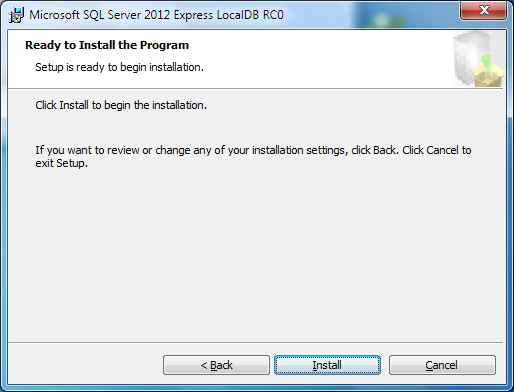 Microsoft SQL Server 2012 Express LocalDB RC0
Ready to Install the Program
Setup is ready to begin installation.
Click Install to begin the installation.
If you want to review or change any of your installation settings, click Back. Click Cancel to
exit Setup.
< Back Install Cancel